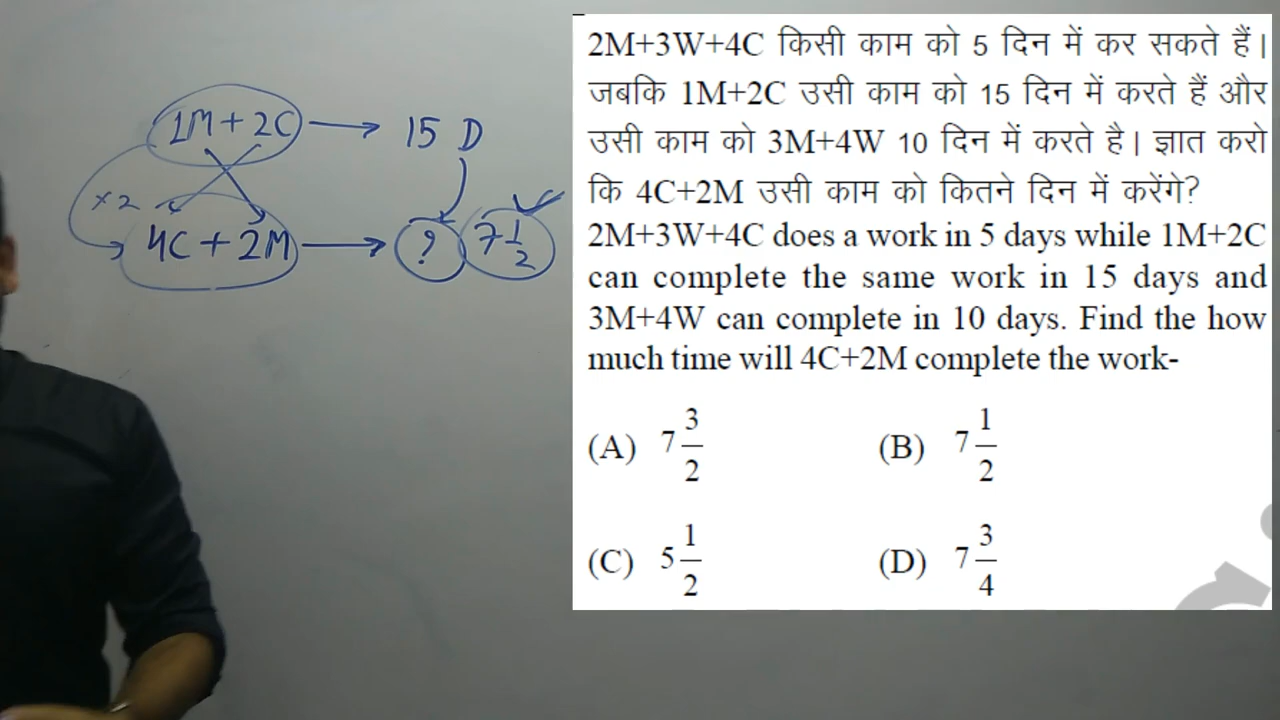 1M + 2C → 15 D
×2
4C + 2M → ? 7 1/2
2M+3W+4C किसी काम को 5 दिन में कर सकते हैं।
जबकि 1M+2C उसी काम को 15 दिन में करते हैं और
उसी काम को 3M+4W 10 दिन में करते है। ज्ञात करो
कि 4C+2M उसी काम को कितने दिन में करेंगे?
2M+3W+4C does a work in 5 days while 1M+2C
can complete the same work in 15 days and
3M+4W can complete in 10 days. Find the how
much time will 4C+2M complete the work-
(A) 7 3/2 (B) 7 1/2
(C) 5 1/2 (D) 7 3/4